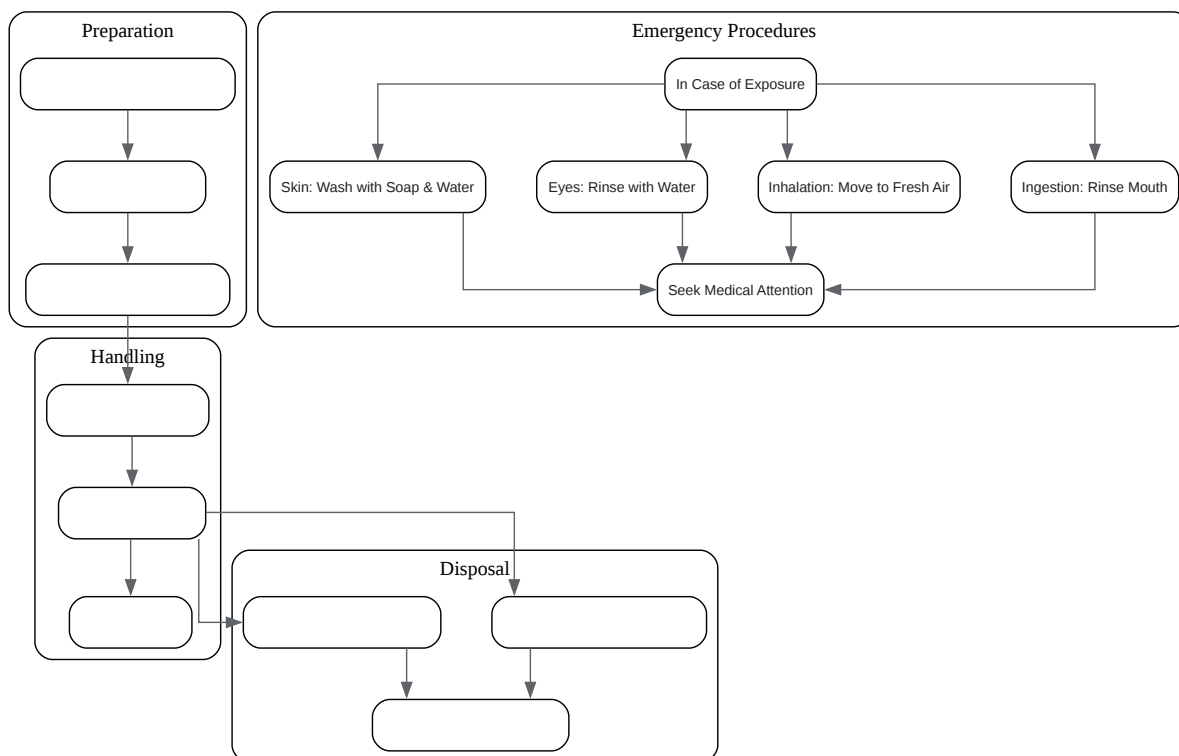 Preparation
Emergency Procedures
In Case of Exposure
Skin: Wash with Soap & Water
Eyes: Rinse with Water
Inhalation: Move to Fresh Air
Ingestion: Rinse Mouth
Seek Medical Attention
Handling
Disposal